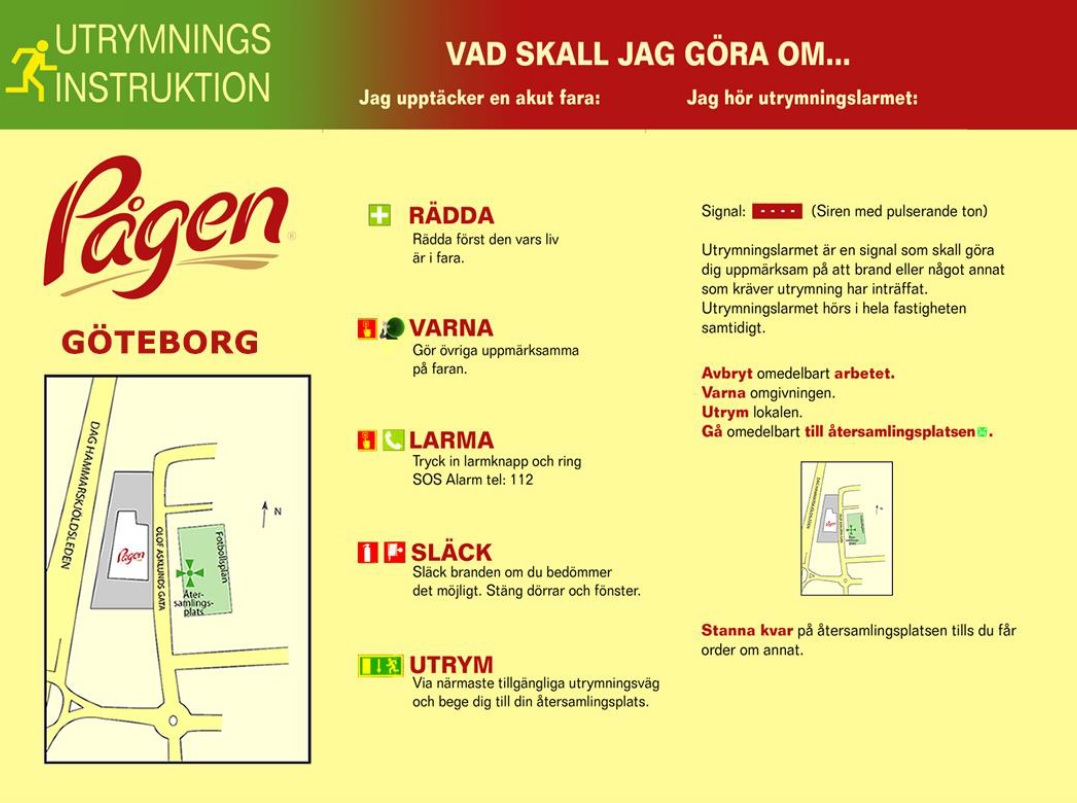 UTRYMNINGS
INSTRUKTION
VAD SKALL JAG GÖRA OM...
Jag upptäcker en akut fara:
Jag hör utrymningslarmet:
Pågen
GÖTEBORG
DAG HAMMARSKJÖLDSLEDEN
Pågen
OLOF ASKLUNDS GATA
Fotbollsplan
Åter-
samlings-
plats
N
RÄDDA
Rädda först den vars liv
är i fara.
VARNA
Gör övriga uppmärksamma
på faran.
LARMA
Tryck in larmknapp och ring
SOS Alarm tel: 112
SLÄCK
Släck branden om du bedömmer
det möjligt. Stäng dörrar och fönster.
UTRYM
Via närmaste tillgängliga utrymningsväg
och bege dig till din återsamlingsplats.
Signal: - - - - (Siren med pulserande ton)
Utrymningslarmet är en signal som skall göra
dig uppmärksam på att brand eller något annat
som kräver utrymning har inträffat.
Utrymningslarmet hörs i hela fastigheten
samtidigt.
Avbryt omedelbart arbetet.
Varna omgivningen.
Utrym lokalen.
Gå omedelbart till återsamlingsplatsen.
Stanna kvar på återsamlingsplatsen tills du får
order om annat.